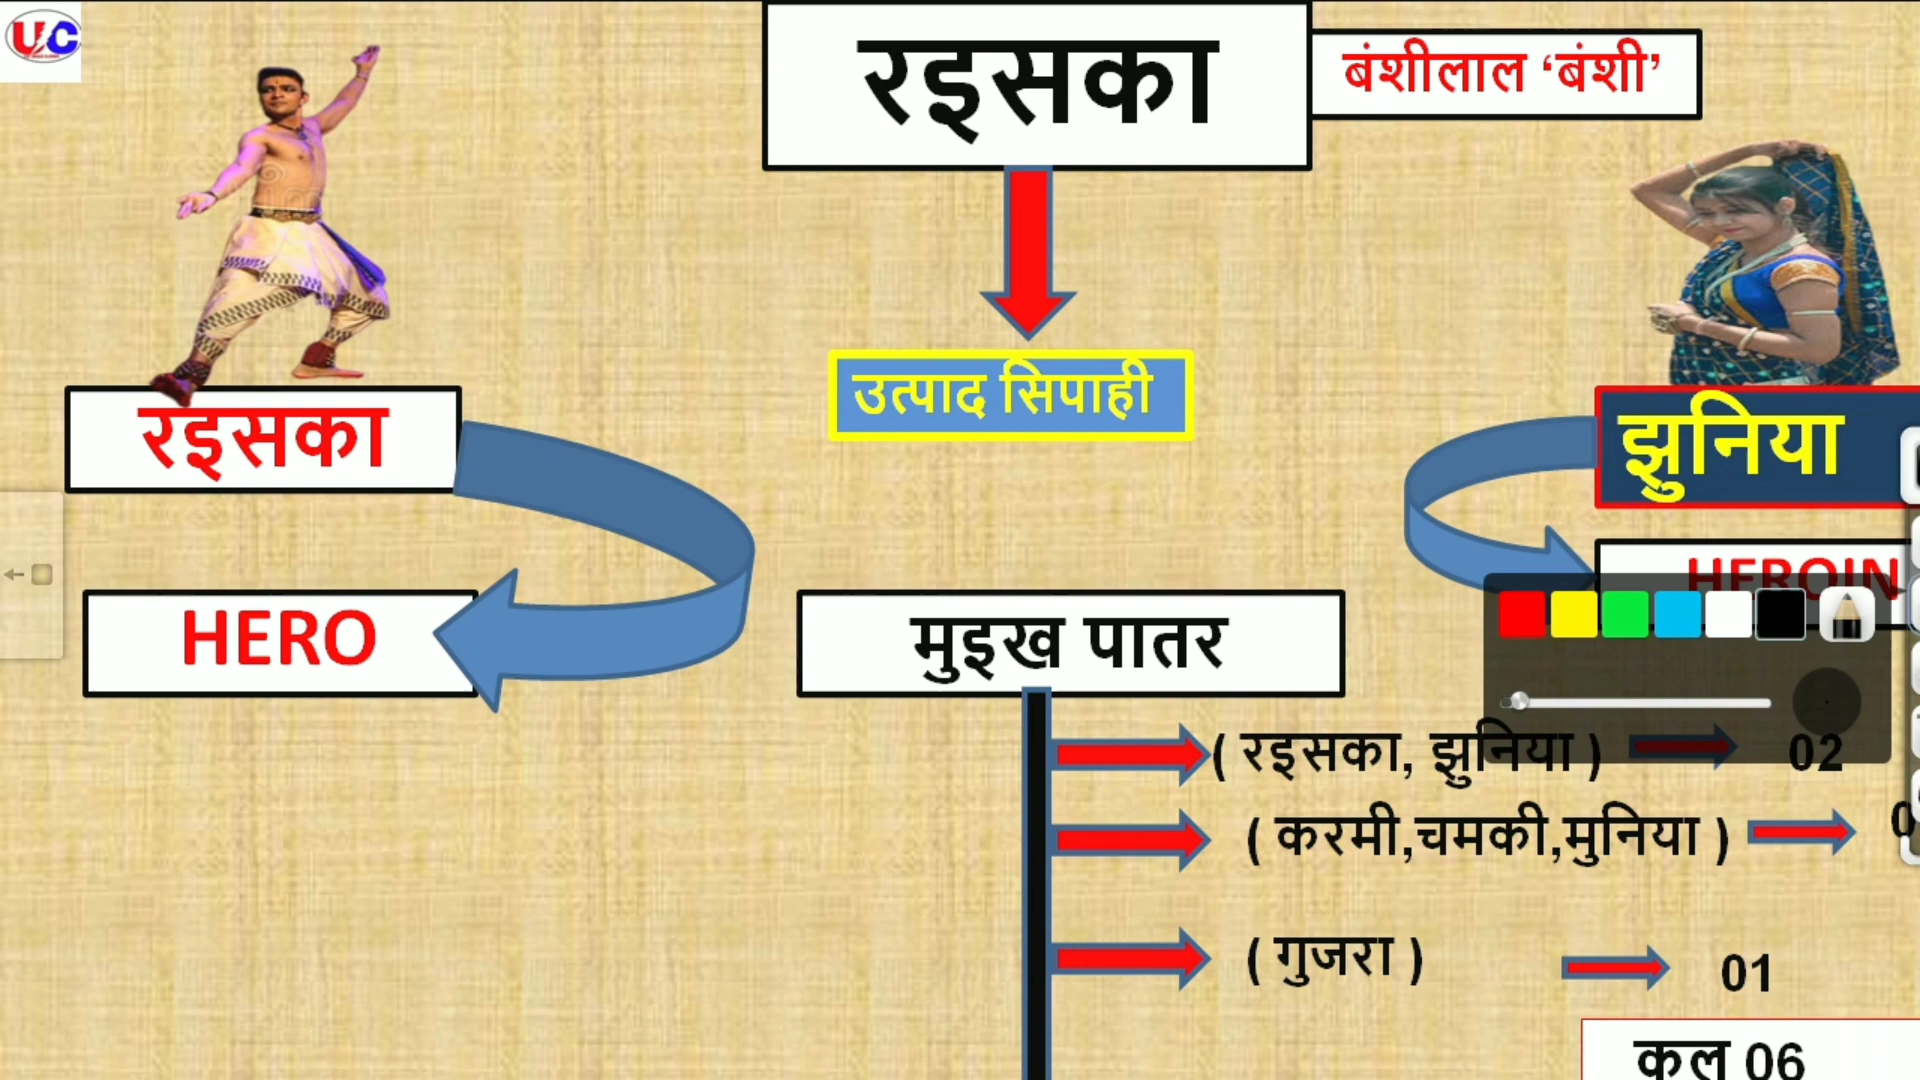 UC
रइसका
बंशीलाल ‘बंशी’
उत्पाद सिपाही
रइसका
झुनिया
HERO
HEROIN
मुइख पातर
( रइसका, झुनिया ) 02
( करमी,चमकी,मुनिया )
( गुजरा ) 01
कुल 06